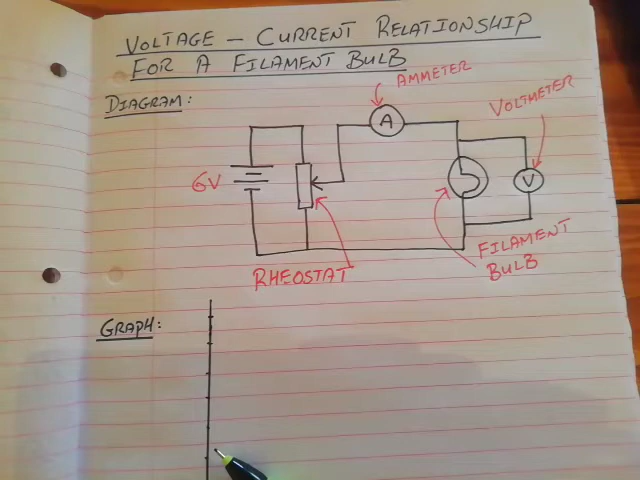 VOLTAGE - CURRENT RELATIONSHIP
FOR A FILAMENT BULB
DIAGRAM:
AMMETER
VOLTMETER
A
6V
V
FILAMENT
BULB
RHEOSTAT
GRAPH: